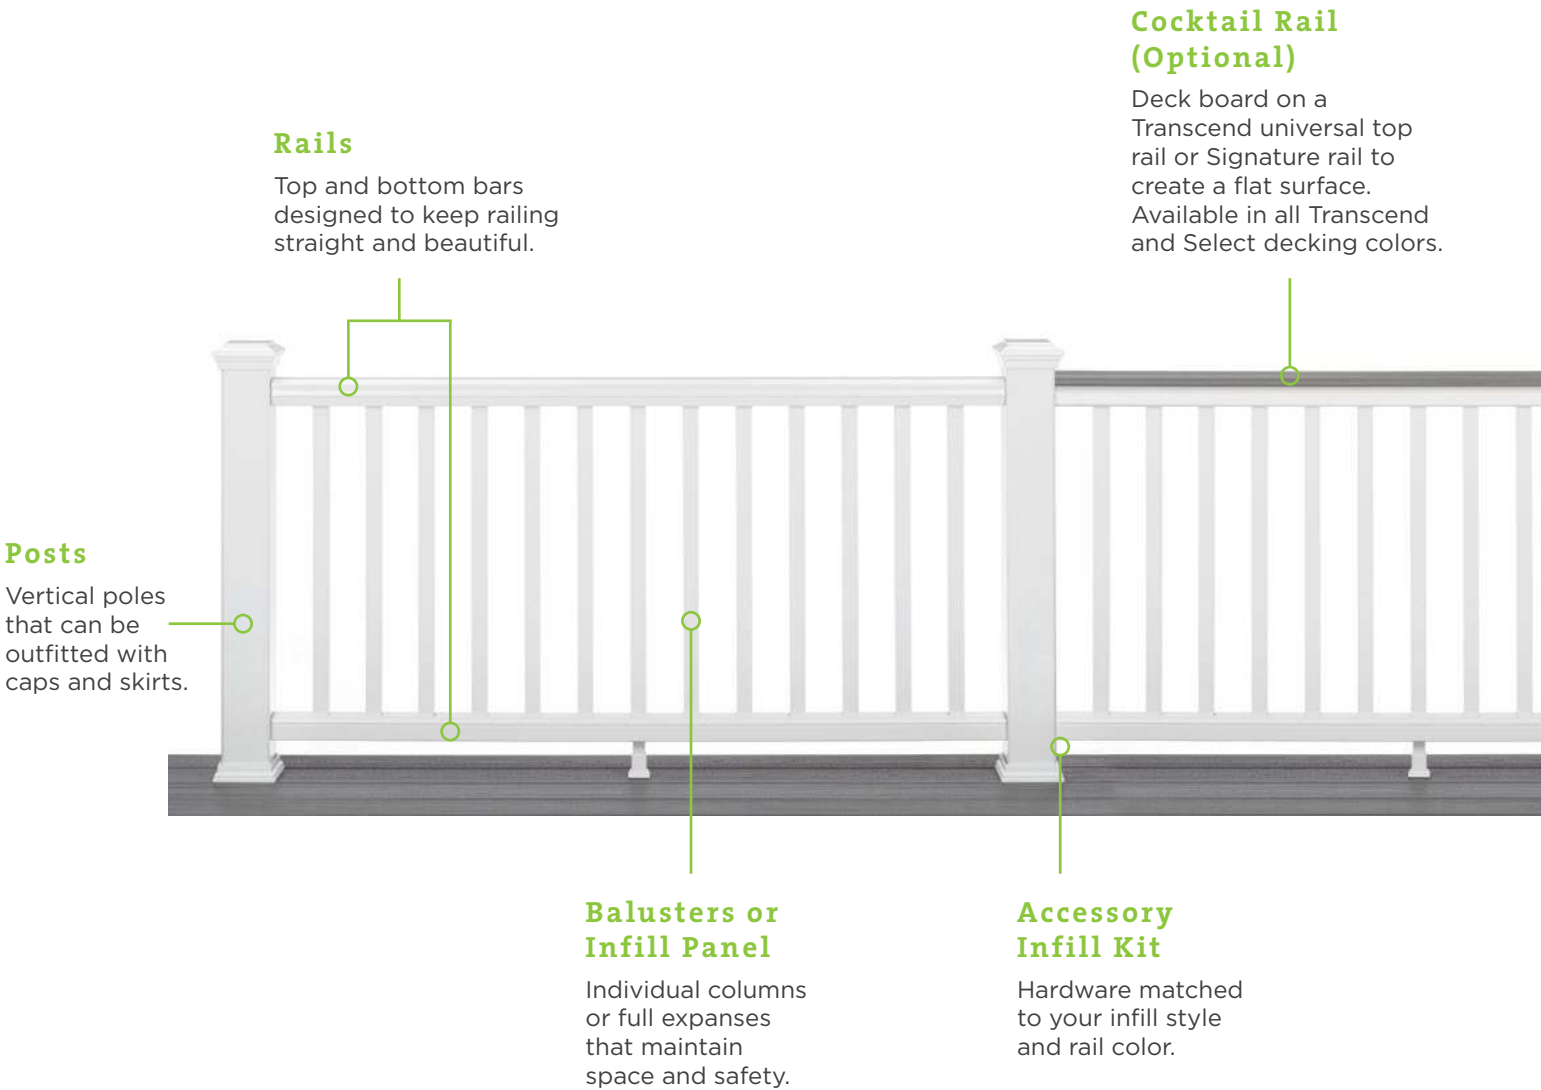 Cocktail Rail
(Optional)
Deck board on a
Transcend universal top
rail or Signature rail to
create a flat surface.
Available in all Transcend
and Select decking colors.
Rails
Top and bottom bars
designed to keep railing
straight and beautiful.
Posts
Vertical poles
that can be
outfitted with
caps and skirts.
Balusters or
Infill Panel
Individual columns
or full expanses
that maintain
space and safety.
Accessory
Infill Kit
Hardware matched
to your infill style
and rail color.